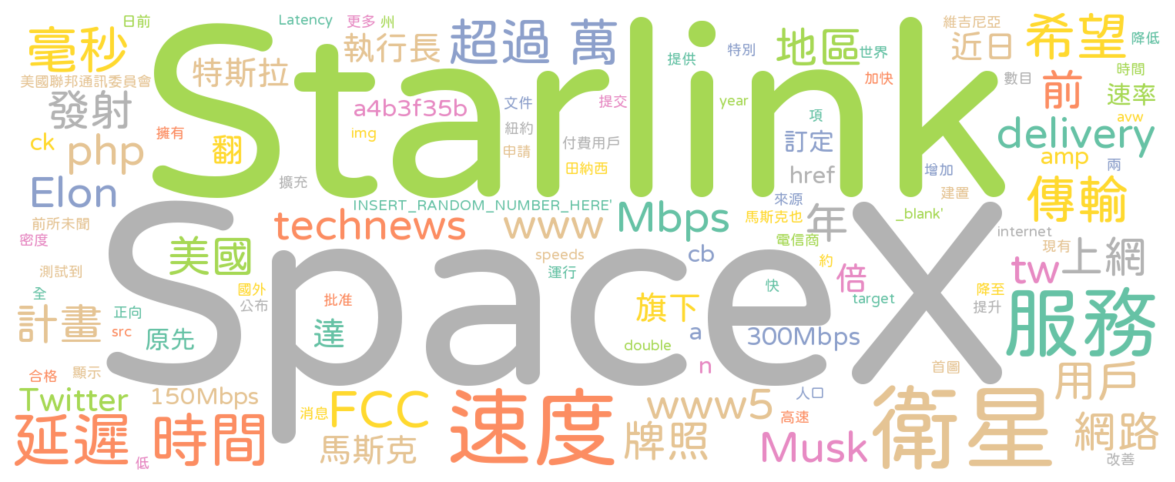 日前
Latency
更多
州
超過
萬
維吉尼亞
希望
降低
毫秒
執行長
地區
世界
近日
美國聯邦通訊委員會
特斯拉
Starlink
提供
特別
加快
數目
時間
前
速率
發射
a4b3f35b
文件
提交
year
項
avw
擁有
img
紐約
付費用戶
訂定
delivery
ck
php
翻
申請
田納西
href
增加
amp
兩
Elon
擴充
INSERT_RANDOM_NUMBER_HERE'
來源
建置
傳輸
前所未聞
technews
www
Mbps
年
馬斯克也
_blank'
密度
美國
SpaceX
cb
電信商
internet
現有
上網
speeds
測試到
運行
約
倍
tw
全
國外
公布
批准
旗下
快
target
降至
提升
服務
計畫
正向
src
原先
達
a
300Mbps
double
合格
顯示
n
首圖
用戶
Twitter
150Mbps
消息
FCC
速度
www5
人口
高速
衛星
網路
延遲
時間
低
馬斯克
牌照
Musk
改善